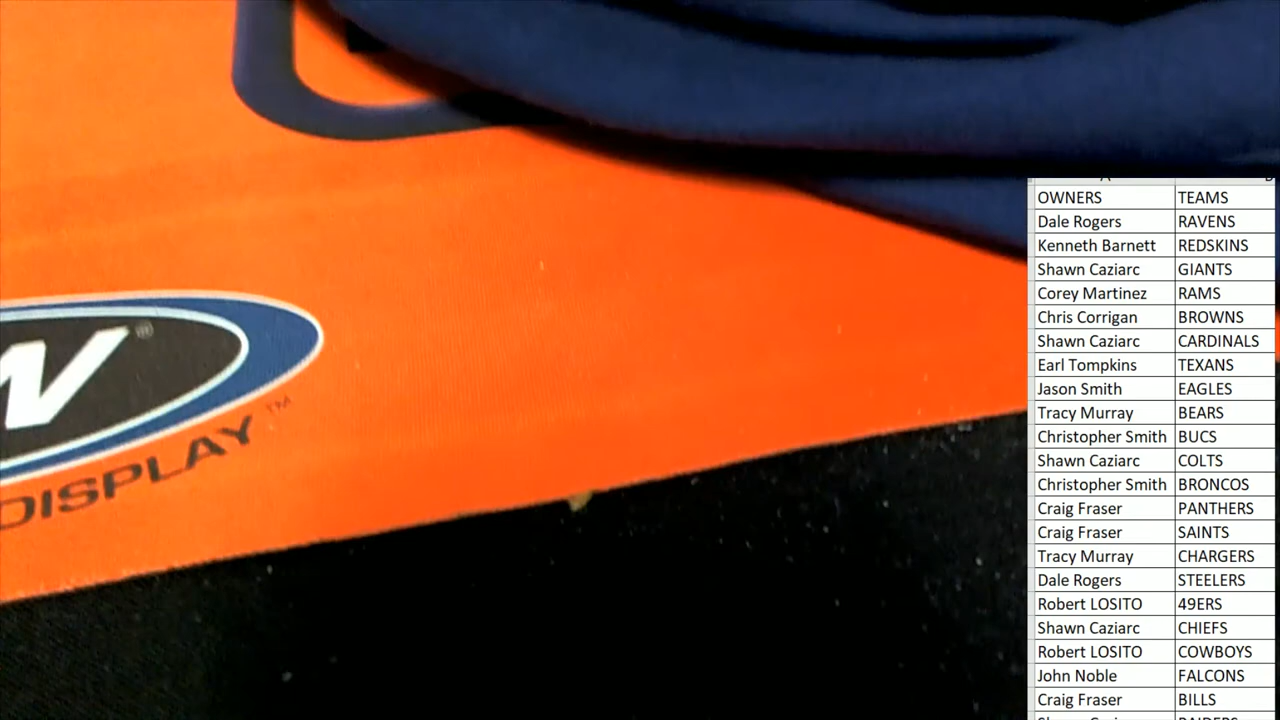 W®
DISPLAY™
OWNERS TEAMS
Dale Rogers RAVENS
Kenneth Barnett REDSKINS
Shawn Caziarc GIANTS
Corey Martinez RAMS
Chris Corrigan BROWNS
Shawn Caziarc CARDINALS
Earl Tompkins TEXANS
Jason Smith EAGLES
Tracy Murray BEARS
Christopher Smith BUCS
Shawn Caziarc COLTS
Christopher Smith BRONCOS
Craig Fraser PANTHERS
Craig Fraser SAINTS
Tracy Murray CHARGERS
Dale Rogers STEELERS
Robert LOSITO 49ERS
Shawn Caziarc CHIEFS
Robert LOSITO COWBOYS
John Noble FALCONS
Craig Fraser BILLS